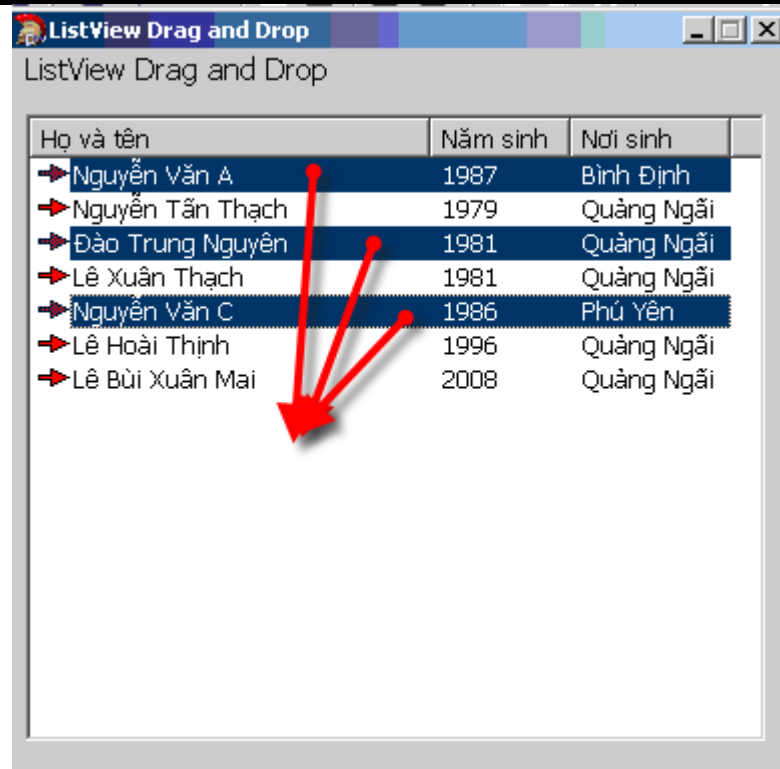 ListView Drag and Drop
ListView Drag and Drop
Họ và tên Năm sinh Nơi sinh
Nguyễn Văn A 1987 Bình Định
Nguyễn Tấn Thạch 1979 Quảng Ngãi
Đào Trung Nguyên 1981 Quảng Ngãi
Lê Xuân Thạch 1981 Quảng Ngãi
Nguyễn Văn C 1986 Phú Yên
Lê Hoài Thịnh 1996 Quảng Ngãi
Lê Bùi Xuân Mai 2008 Quảng Ngãi